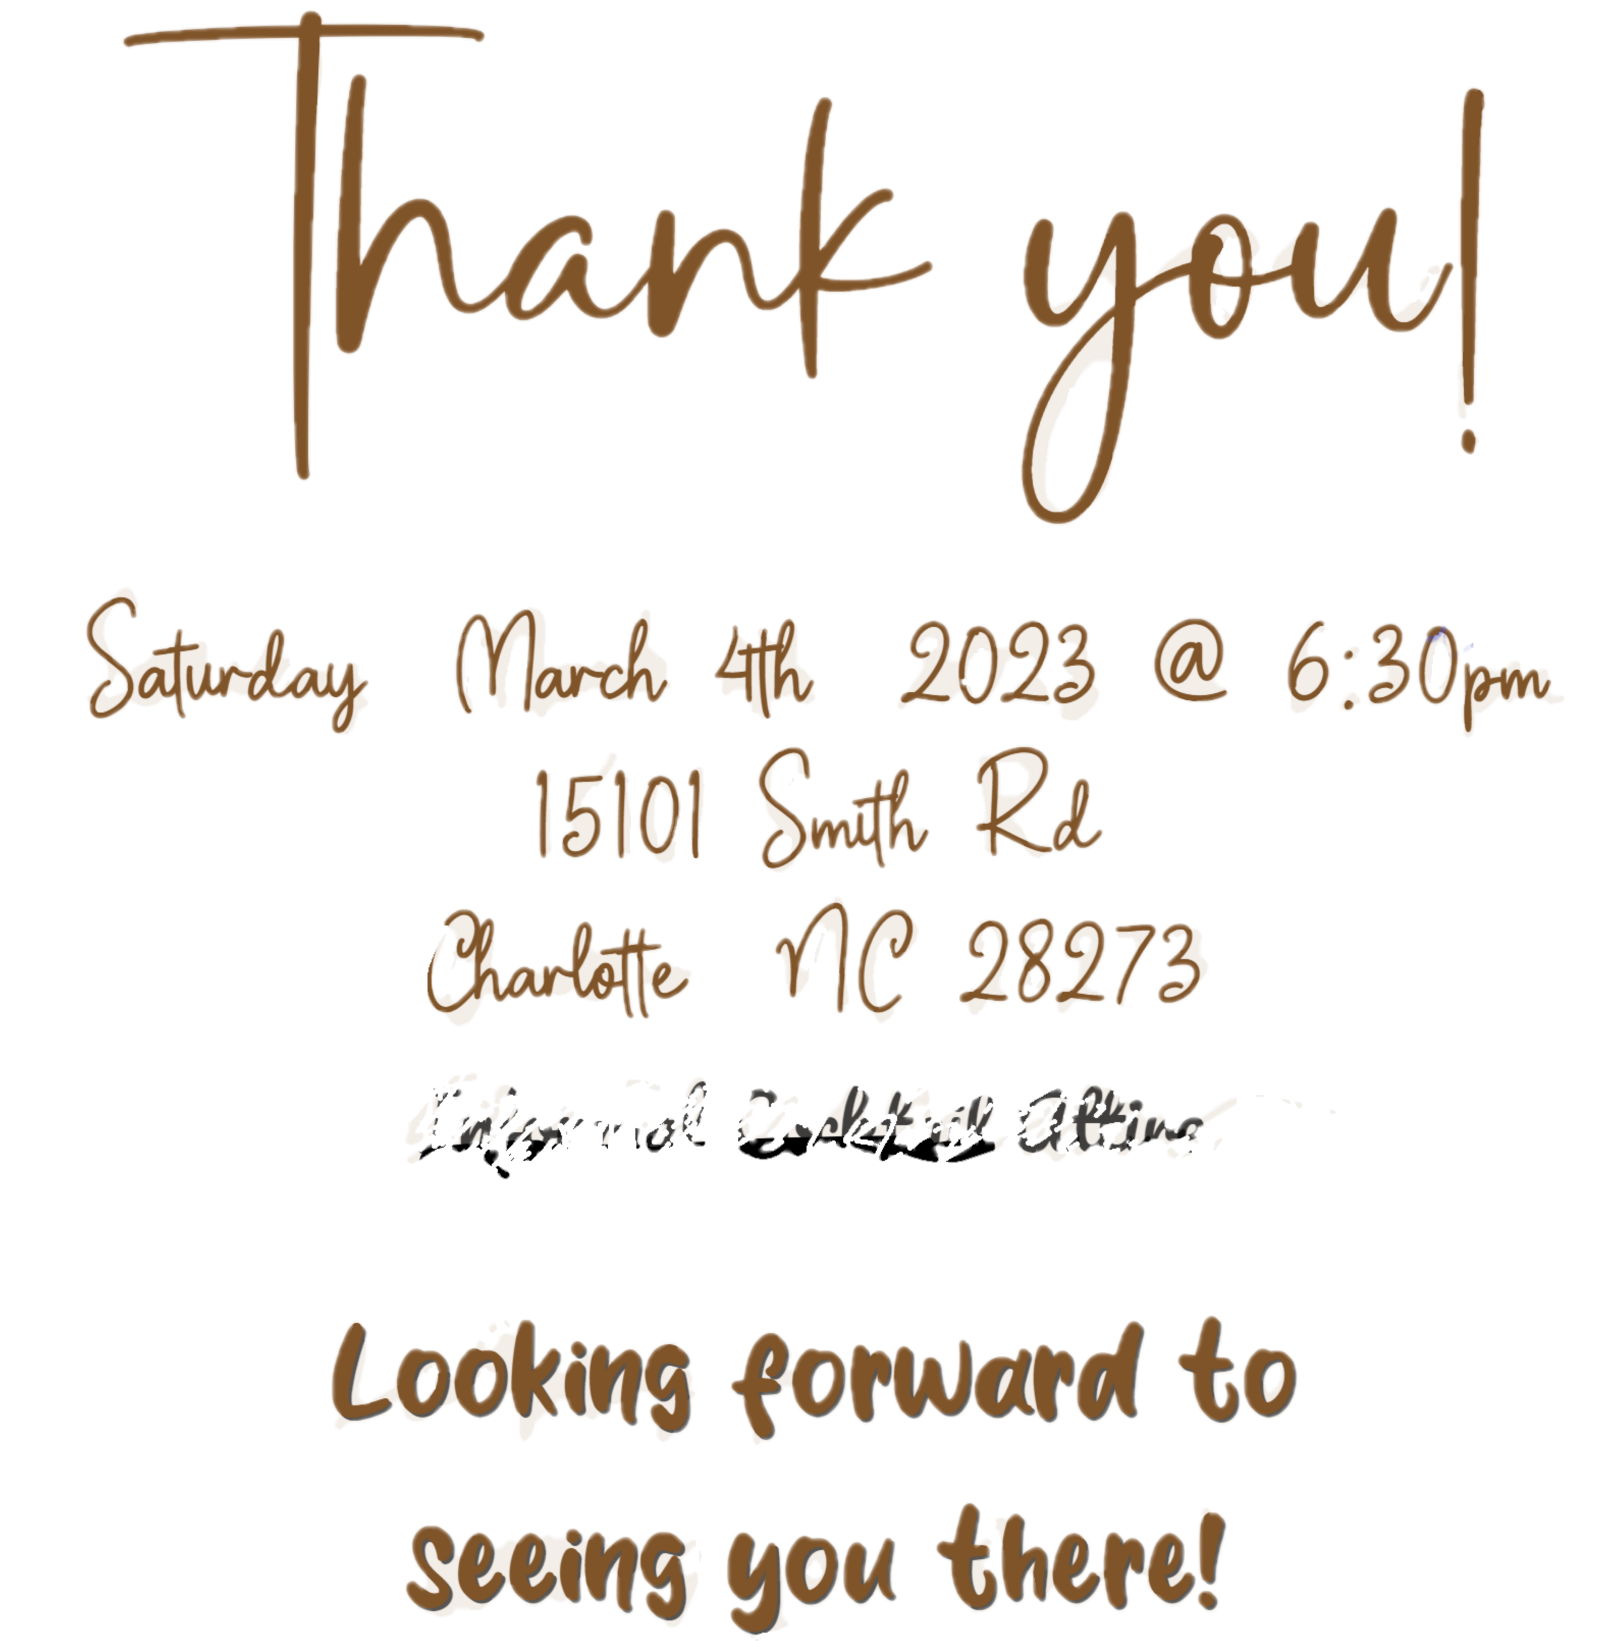 Thank you!
Saturday March 4th 2023 @ 6:30pm
15101 Smith Rd
Charlotte NC 28273
Cocktail
Looking forward to
seeing you there!